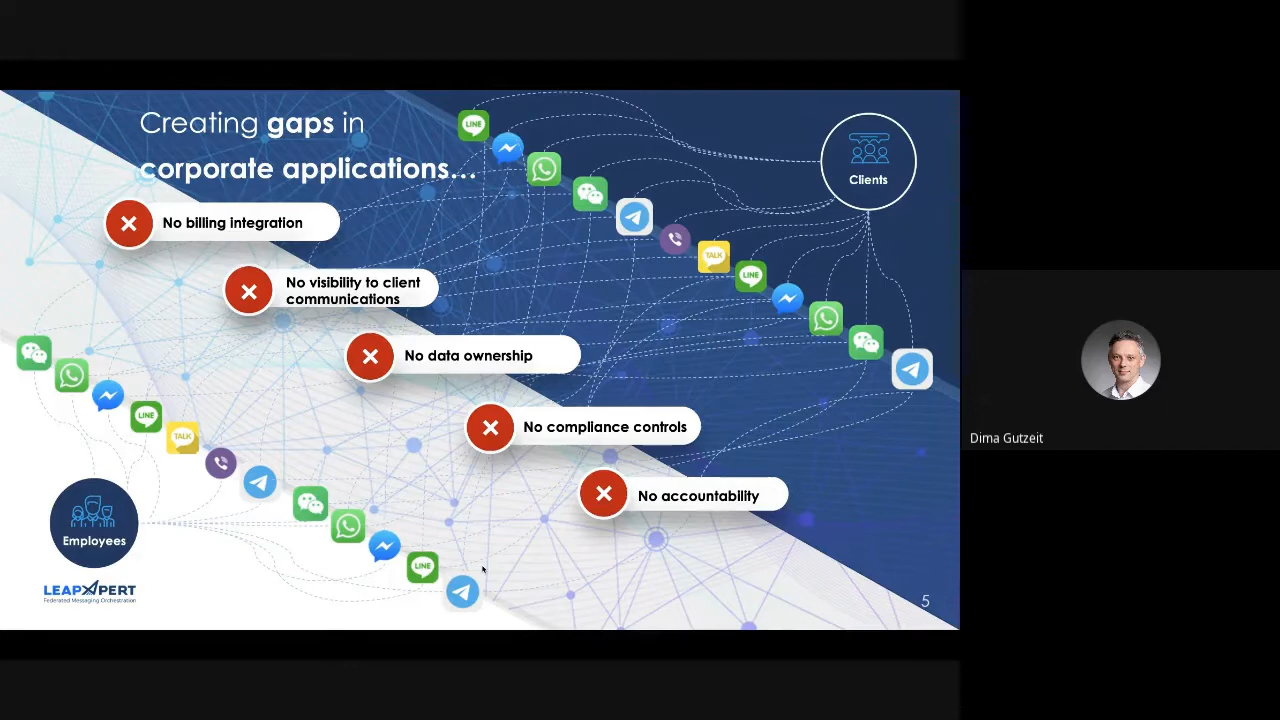 Creating gaps in
corporate applications...
LINE
Clients
No billing integration
TALK
LINE
No visibility to client
communications
No data ownership
LINE
TALK
No compliance controls
Dima Gutzeit
No accountability
Employees
LINE
LEAPXPERT
Federated Messaging Orchestration
5